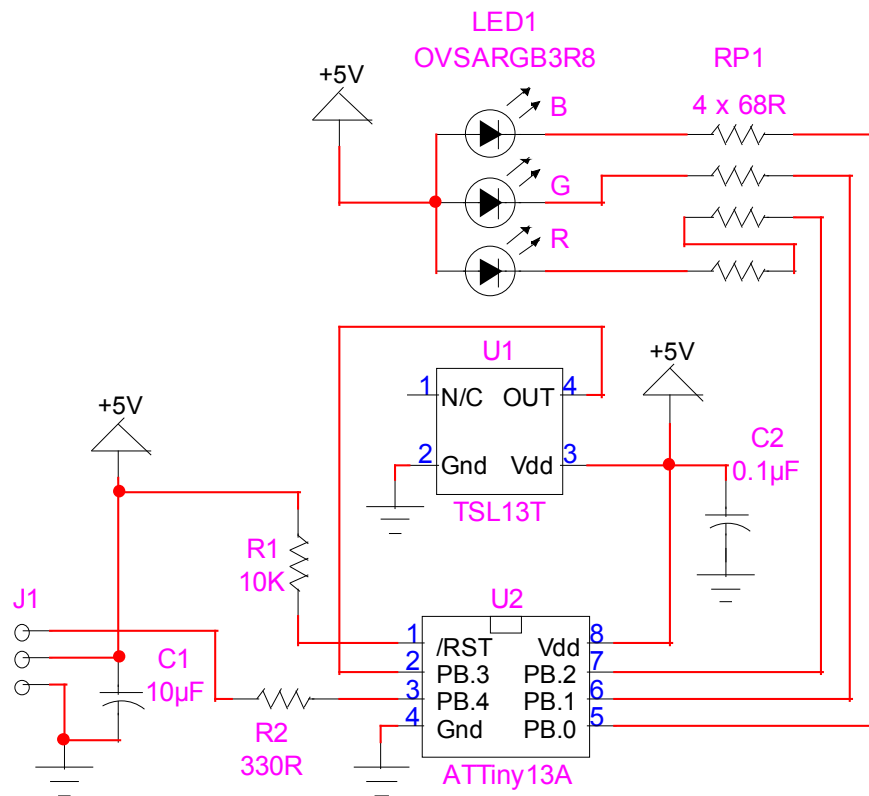 LED1
OVSARGB3R8
RP1
+5V
4 x 68R
B
G
R
U1
+5V
1 N/C OUT 4
+5V
C2
0.1µF
2 Gnd Vdd 3
TSL13T
R1
10K
U2
J1
1 /RST Vdd 8
C1
10µF
2 PB.3 PB.2 7
3 PB.4 PB.1 6
4 Gnd PB.0 5
R2
330R
ATTiny13A